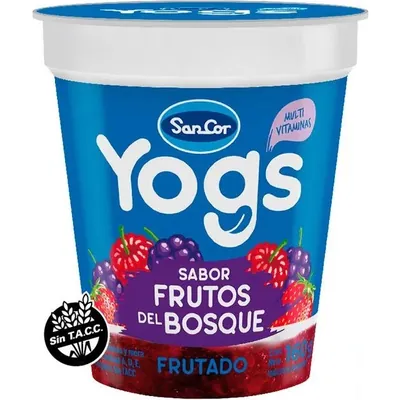 SanCor
MULTI
VITAMINAS
Yogs
SABOR
FRUTOS
DEL BOSQUE
Sin T.A.C.C.
FRUTADO